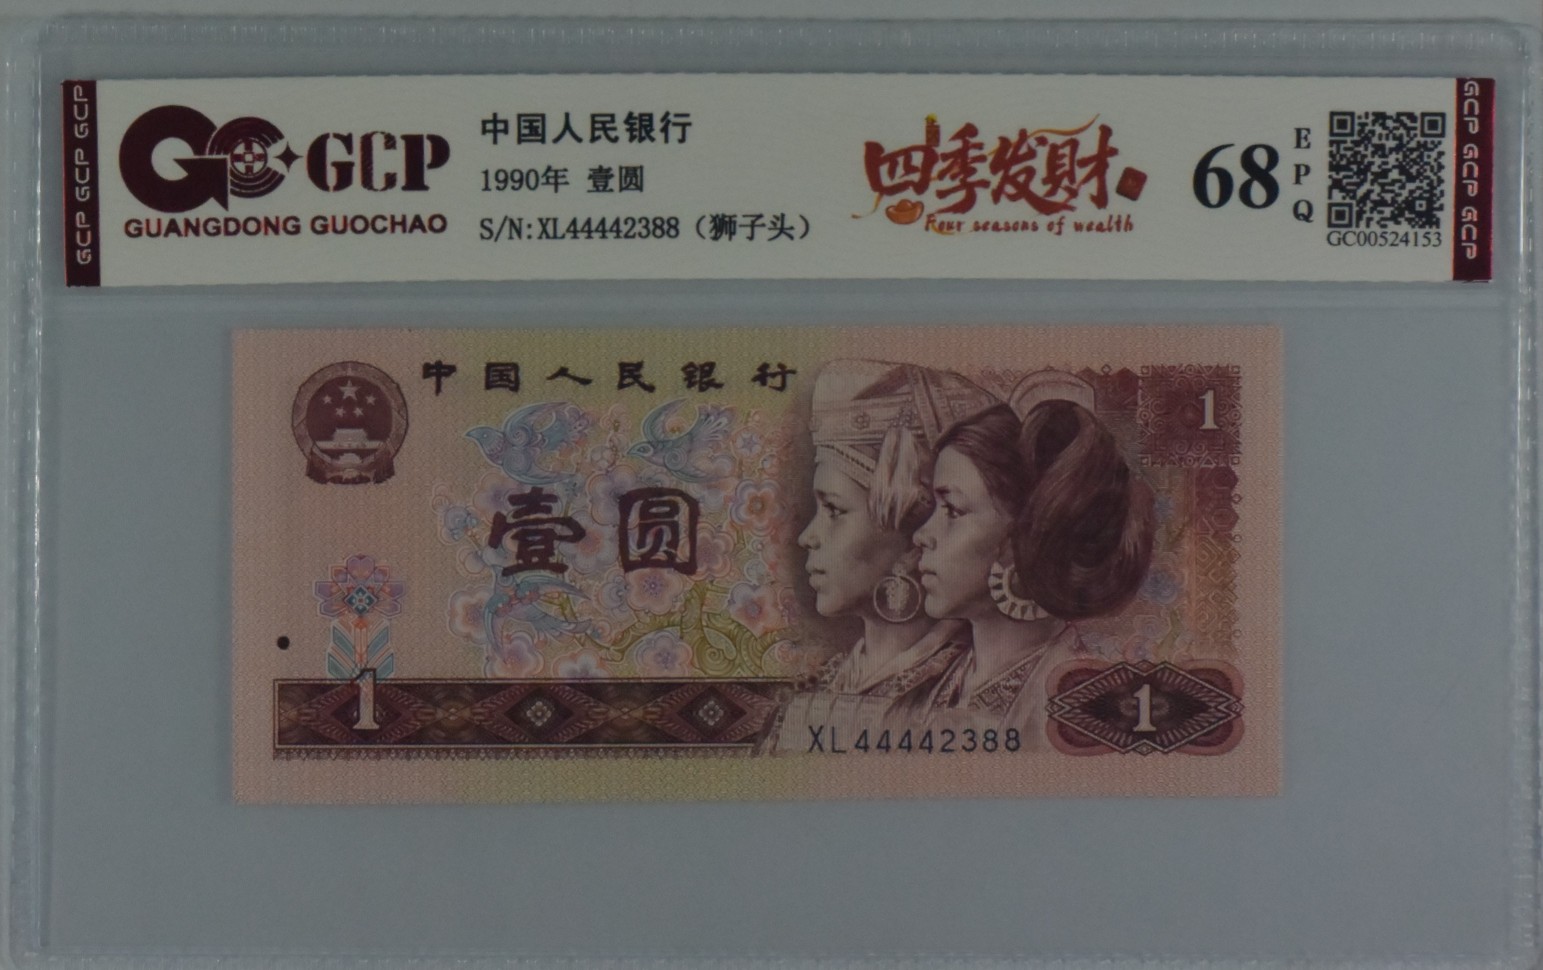 GCP GCP GCP
GCP
GUANGDONG GUOCHAO
中国人民银行
1990年 壹圆
S/N:XL44442388（狮子头）
四季发财
Four seasons of wealth
68
EPQ
GC00524153
GCP GCP GCP
中国人民银行
1
壹圆
1
XL44442388
1